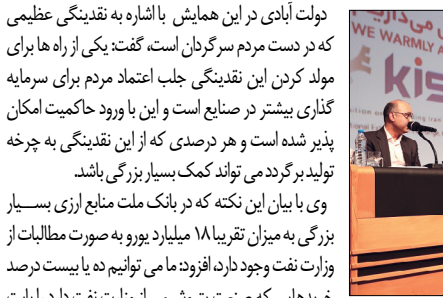 دولت آبادی در این همایش با اشاره به نقدینگی عظیمی
که در دست مردم سرگردان است، گفت: یکی از راه ها برای
مولد کردن این نقدینگی جلب اعتماد مردم برای سرمایه
گذاری بیشتر در صنایع است و این با ورود حاکمیت امکان
پذیر شده است و هر درصدی که از این نقدینگی به چرخه
تولید برگردد می تواند کمک بسیار بزرگی باشد.
وی با بیان این نکته که در بانک ملت منابع ارزی بسیار
بزرگی به میزان تقریبا ۱۸ میلیارد یورو به صورت مطالبات از
وزارت نفت وجود دارد، افزود: ما می توانیم ده یا بیست درصد
WE WARMLY
kis